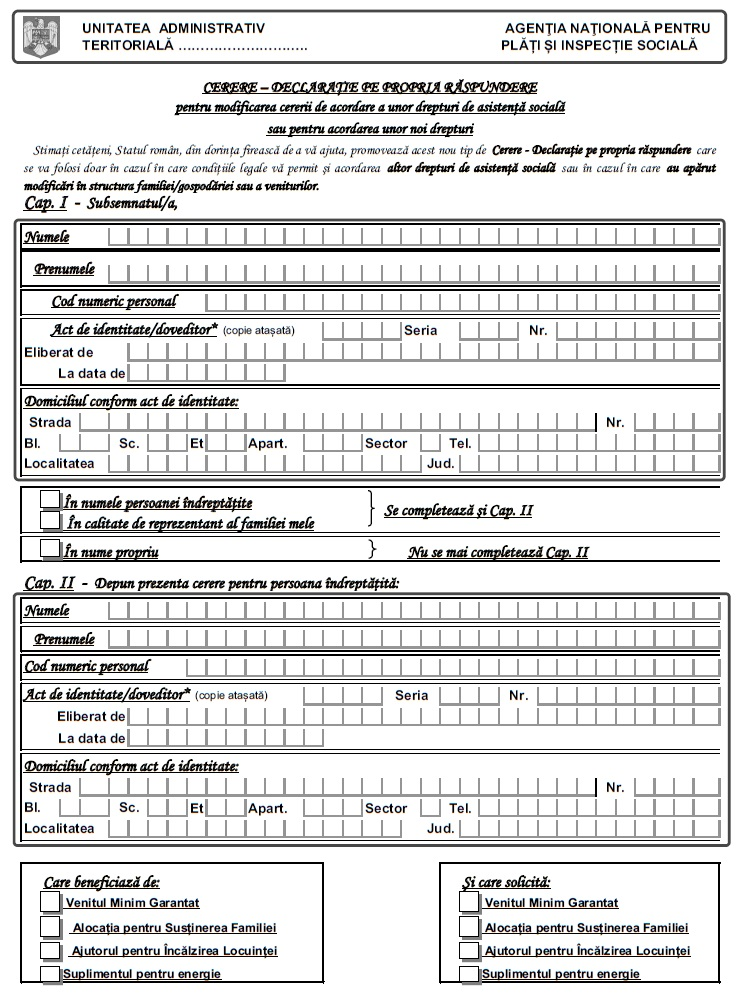 UNITATEA ADMINISTRATIV
TERITORIALĂ ………………………..
AGENŢIA NAŢIONALĂ PENTRU
PLĂȚI ȘI INSPECȚIE SOCIALĂ
CERERE – DECLARAŢIE PE PROPRIA RĂSPUNDERE
pentru modificarea cererii de acordare a unor drepturi de asistenţă socială
sau pentru acordarea unor noi drepturi
Stimați cetățeni, Statul român, din dorința firească de a vă ajuta, promovează acest nou tip de Cerere - Declarație pe propria răspundere care
se va folosi doar în cazul în care condițiile legale vă permit și acordarea altor drepturi de asistență socială sau în cazul în care au apărut
modificări în structura familiei/gospodăriei sau a veniturilor.
Cap. I - Subsemnatul/a,
Numele
Prenumele
Cod numeric personal
Act de identitate/doveditor* (copie atașată) Seria Nr.
Eliberat de
La data de
Domiciliul conform act de identitate:
Strada Nr.
Bl. Sc. Et Apart. Sector Tel.
Localitatea Jud.
În numele persoanei îndreptățite
În calitate de reprezentant al familiei mele
Se completează și Cap. II
În nume propriu
Nu se mai completează Cap. II
Cap. II - Depun prezenta cerere pentru persoana îndreptățită:
Numele
Prenumele
Cod numeric personal
Act de identitate/doveditor* (copie atașată) Seria Nr.
Eliberat de
La data de
Domiciliul conform act de identitate:
Strada Nr.
Bl. Sc. Et Apart. Sector Tel.
Localitatea Jud.
Care beneficiază de:
Venitul Minim Garantat
Alocația pentru Susținerea Familiei
Ajutorul pentru Încălzirea Locuinței
Suplimentul pentru energie
Și care solicită:
Venitul Minim Garantat
Alocația pentru Susținerea Familiei
Ajutorul pentru Încălzirea Locuinței
Suplimentul pentru energie